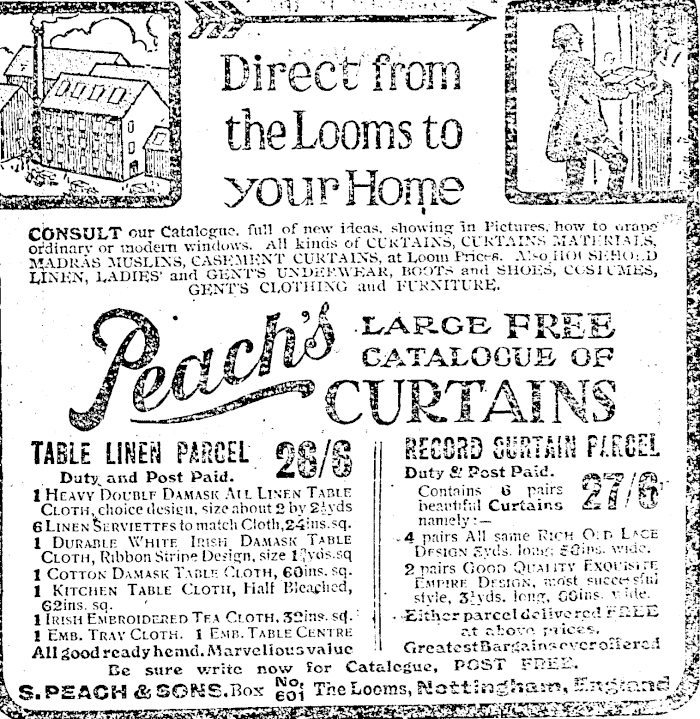 Direct from
the Looms to
your Home
CONSULT our Catalogue, full of new ideas, showing in Pictures, how to drape
ordinary or modern windows. All kinds of CURTAINS, CURTAINS MATERIALS,
MADRAS MUSLINS, CASEMENT CURTAINS, at Loom Prices. Also HOUSEHOLD
LINEN, LADIES' and GENT'S UNDERWEAR, BOOTS and SHOES, COSTUMES,
GENT'S CLOTHING and FURNITURE.
Peach's LARGE FREE
CATALOGUE OF
CURTAINS
TABLE LINEN PARCEL 26/6
Duty and Post Paid.
1 HEAVY DOUBLE DAMASK ALL LINEN TABLE
CLOTH, choice design, size about 2 by 2½yds
6 LINEN SERVIETTES to match Cloth, 24ins. sq.
1 DURABLE WHITE IRISH DAMASK TABLE
CLOTH, Ribbon Stripe Design, size yds. sq
1 COTTON DAMASK TABLE CLOTH, 60ins. sq.
1 KITCHEN TABLE CLOTH, Half Bleached,
62ins. sq.
1 IRISH EMBROIDERED TEA CLOTH, 32ins. sq.
1 EMB. TRAY CLOTH. 1 EMB. TABLE CENTRE
All good ready hemd. Marvellous value
RECORD CURTAIN PARCEL
Duty & Post Paid. 27/6
Contains 6 pairs
beautiful Curtains
namely:—
4 pairs All same RICH OLD LACE
DESIGN 3yds. long; ins. wide.
2 pairs GOOD QUALITY EXQUISITE
EMPIRE DESIGN, most successful
style, 3½yds. long, 60ins. wide.
Either parcel delivered FREE
at above prices.
Greatest Bargains ever offered
Be sure write now for Catalogue, POST FREE.
S. PEACH & SONS. Box No. 601 The Looms, Nottingham, England